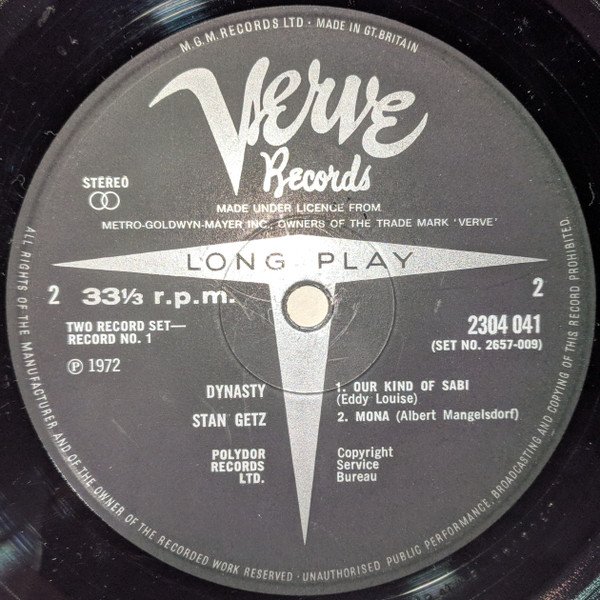 M.G.M. RECORDS LTD · MADE IN GT. BRITAIN
Verve
Records
STEREO
MADE UNDER LICENCE FROM
METRO-GOLDWYN-MAYER INC., OWNERS OF THE TRADE MARK 'VERVE'
LONG PLAY
2 33⅓ r.p.m. 2
TWO RECORD SET—
RECORD NO. 1
2304 041
(SET NO. 2657-009)
℗ 1972
DYNASTY
STAN GETZ
1. OUR KIND OF SABI
(Eddy Louise)
2. MONA (Albert Mangelsdorf)
POLYDOR
RECORDS
LTD.
Copyright
Service
Bureau
ALL RIGHTS OF THE MANUFACTURER AND OF THE OWNER OF THE RECORDED WORK RESERVED · UNAUTHORISED PUBLIC PERFORMANCE, BROADCASTING AND COPYING OF THIS RECORD PROHIBITED